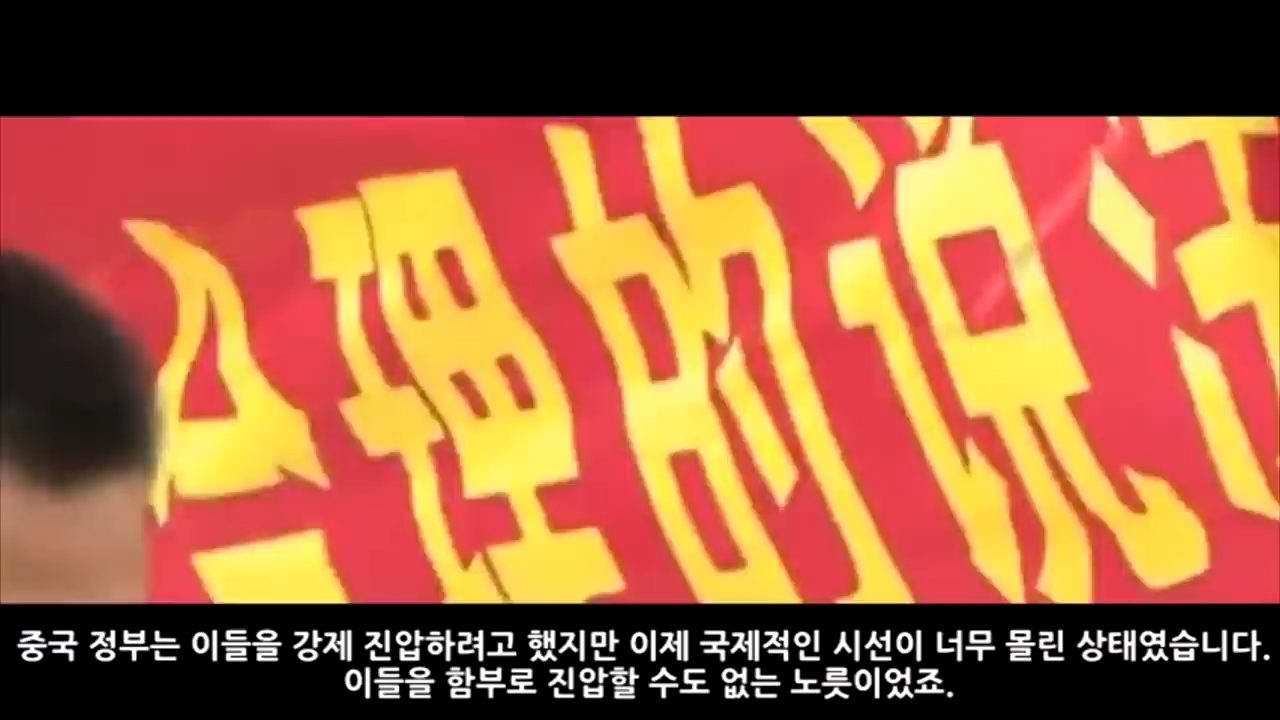 合理的说法
중국 정부는 이들을 강제 진압하려고 했지만 이제 국제적인 시선이 너무 몰린 상태였습니다.
이들을 함부로 진압할 수도 없는 노릇이었죠.